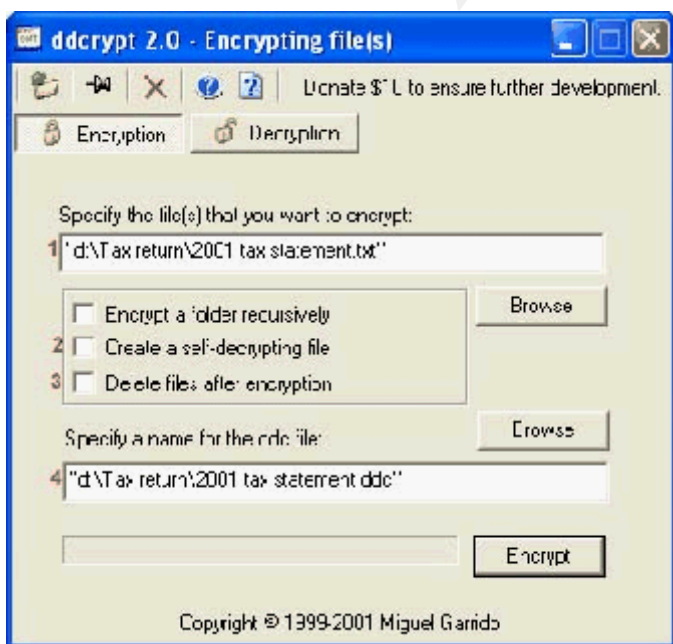 ddcrypt 2.0 - Encrypting file(s)
Donate $10 to ensure further development.
Encryption
Decryption
Specify the file(s) that you want to encrypt:
1 "d:\Tax return\2001 tax statement.txt"
Browse
Encrypt a folder recursively
2 Create a self-decrypting file
3 Delete files after encryption
Browse
Specify a name for the ddc file:
4 "d:\Tax return\2001 tax statement.ddc"
Encrypt
Copyright © 1999-2001 Miguel Garrido